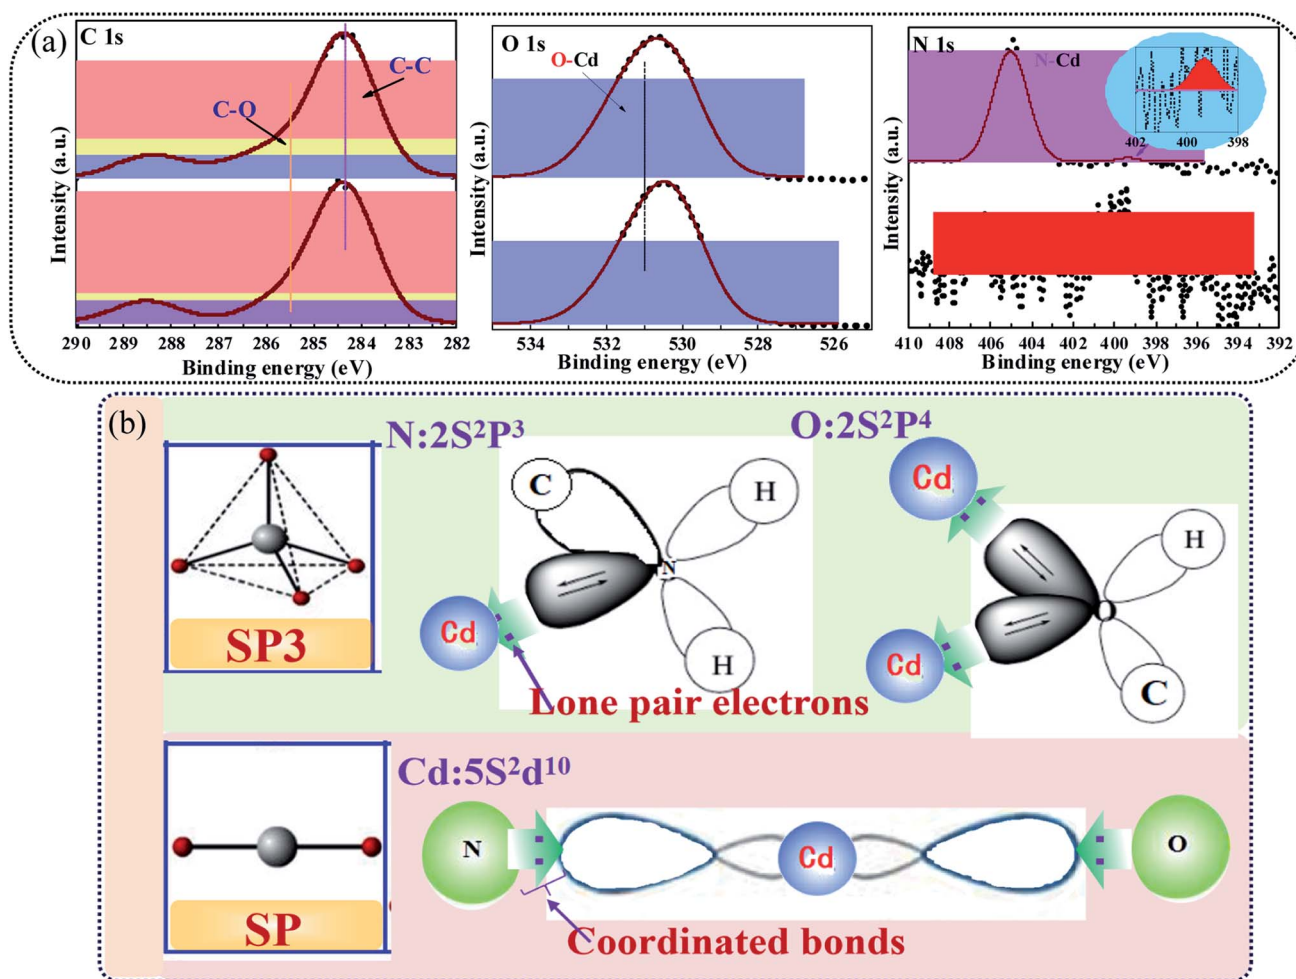 (a)
C 1s
C-C
C-O
Intensity (a.u.)
290 289 288 287 286 285 284 283 282
Binding energy (eV)
O 1s
O-Cd
Intensity (a.u.)
534 532 530 528 526
Binding energy (eV)
N 1s
N-Cd
402 400 398
Intensity (a.u.)
410 408 406 404 402 400 398 396 394 392
Binding energy (eV)
(b)
SP3
N:2S²P³
C
H
N
H
Cd
Lone pair electrons
O:2S²P⁴
Cd
H
O
Cd
C
SP
Cd:5S²d¹⁰
N
Cd
O
Coordinated bonds